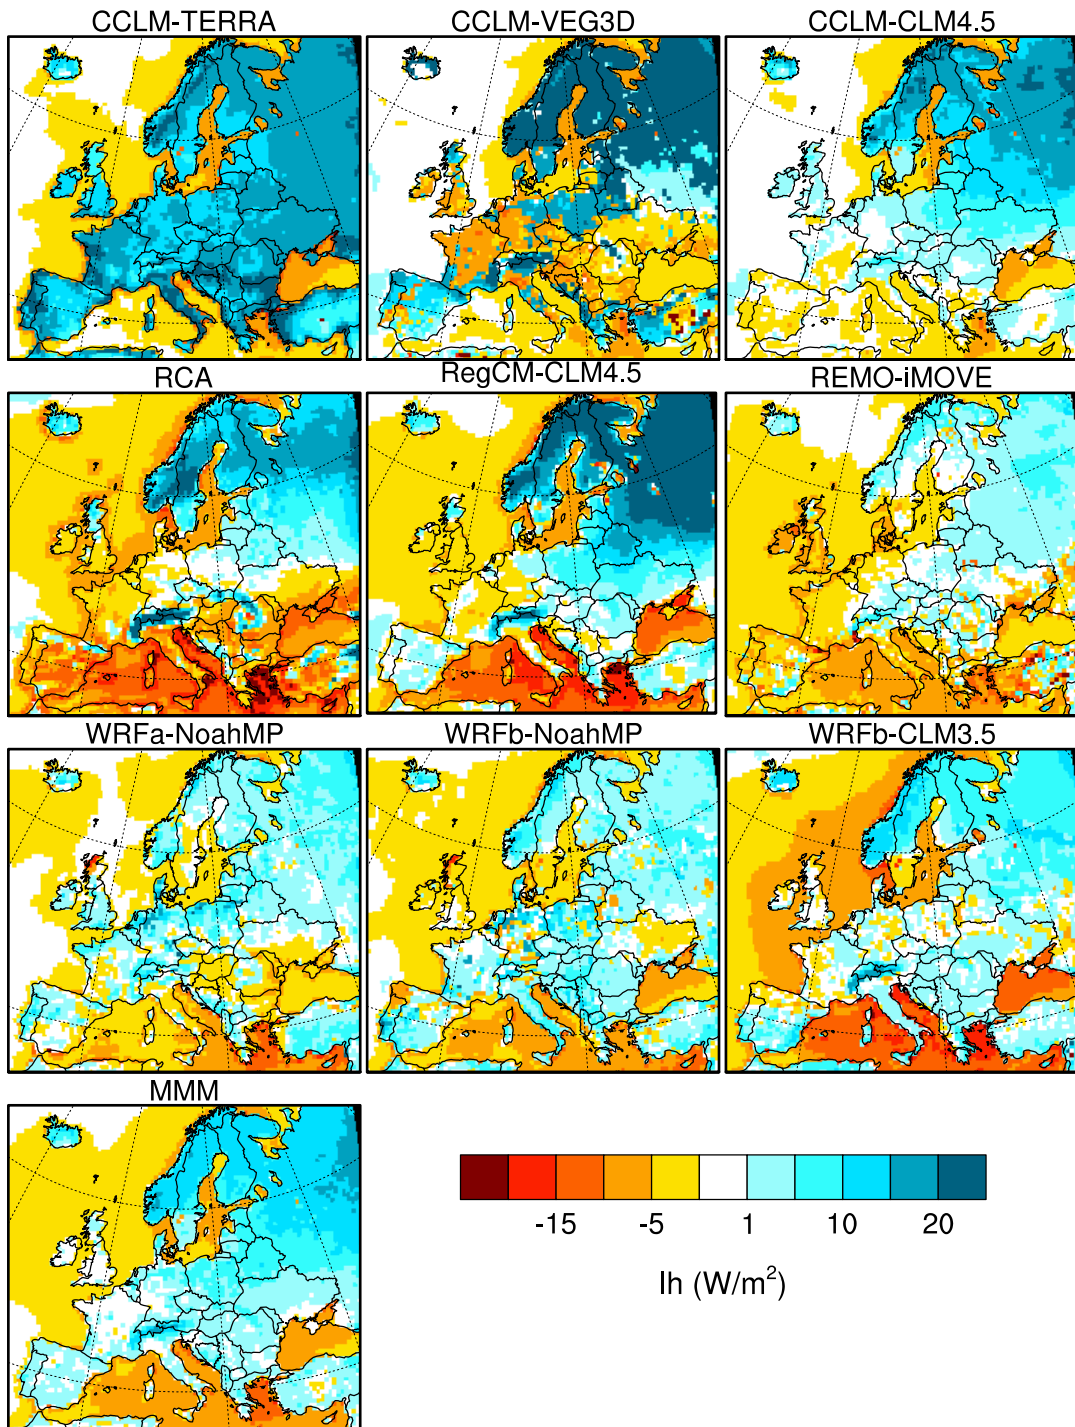 CCLM-TERRA CCLM-VEG3D CCLM-CLM4.5
RCA RegCM-CLM4.5 REMO-iMOVE
WRFa-NoahMP WRFb-NoahMP WRFb-CLM3.5
MMM
-15 -5 1 10 20
lh (W/m²)